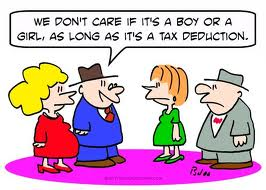 WE DON'T CARE IF IT'S A BOY OR A
GIRL, AS LONG AS IT'S A TAX DEDUCTION.